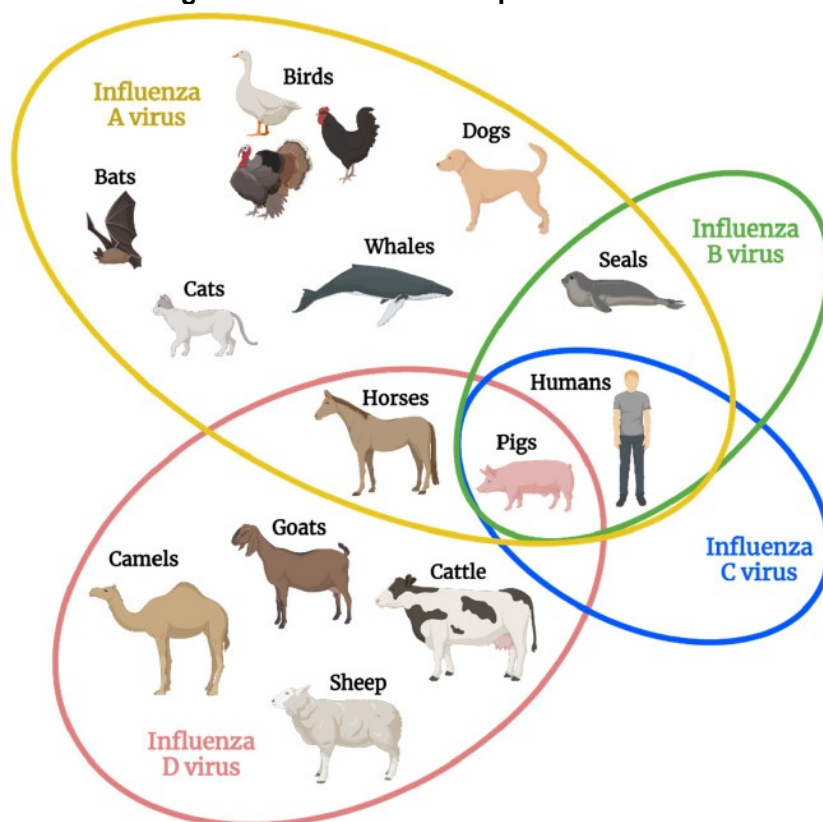 Influenza
A virus
Birds
Dogs
Bats
Whales
Cats
Seals
Influenza
B virus
Horses
Humans
Pigs
Goats
Camels
Cattle
Influenza
C virus
Sheep
Influenza
D virus